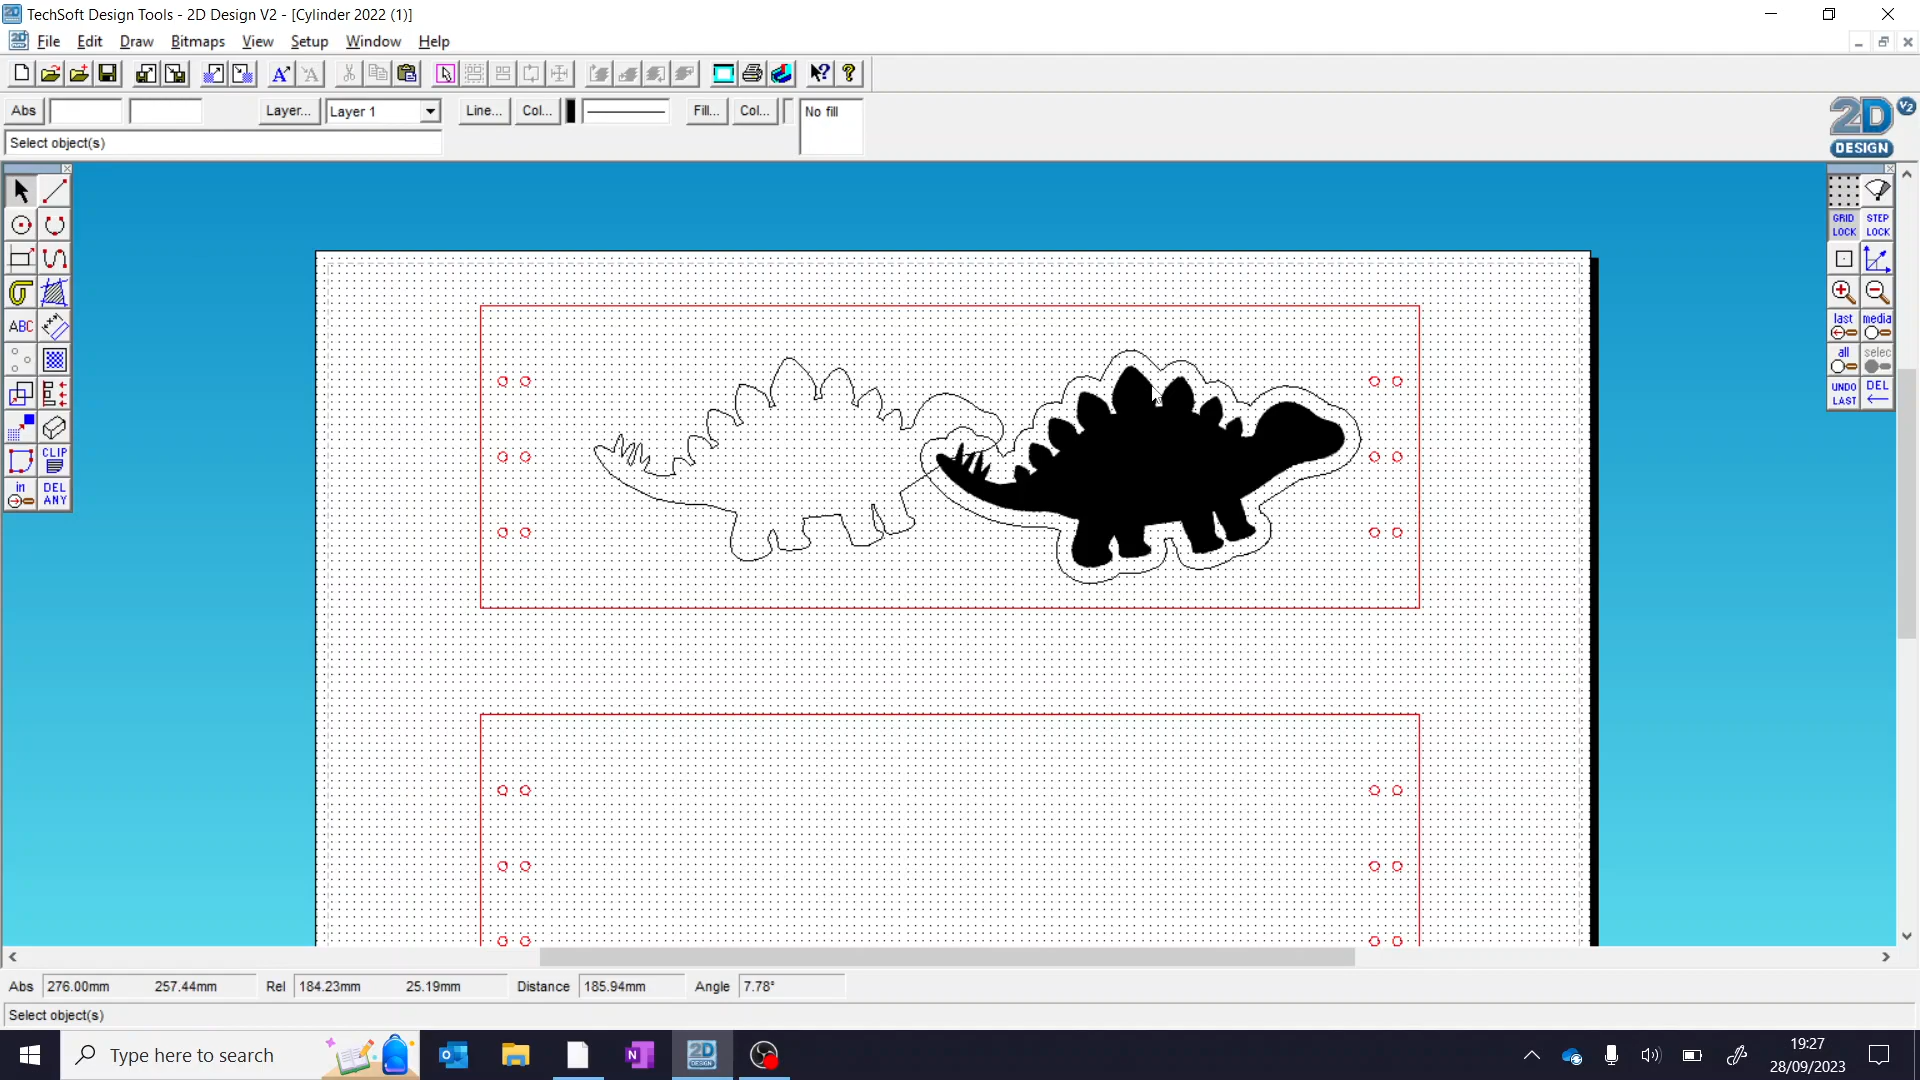 TechSoft Design Tools - 2D Design V2 - [Cylinder 2022 (1)]
File Edit Draw Bitmaps View Setup Window Help
Abs Layer... Layer 1 Line... Col... Fill... Col... No fill
Select object(s)
2D V2
DESIGN
GRID LOCK STEP LOCK
last media
all selec
UNDO LAST DEL
ABC
CLIP
in DEL ANY
Abs 276.00mm 257.44mm Rel 184.23mm 25.19mm Distance 185.94mm Angle 7.78°
Select object(s)
Type here to search
2D DESIGN
19:27
28/09/2023